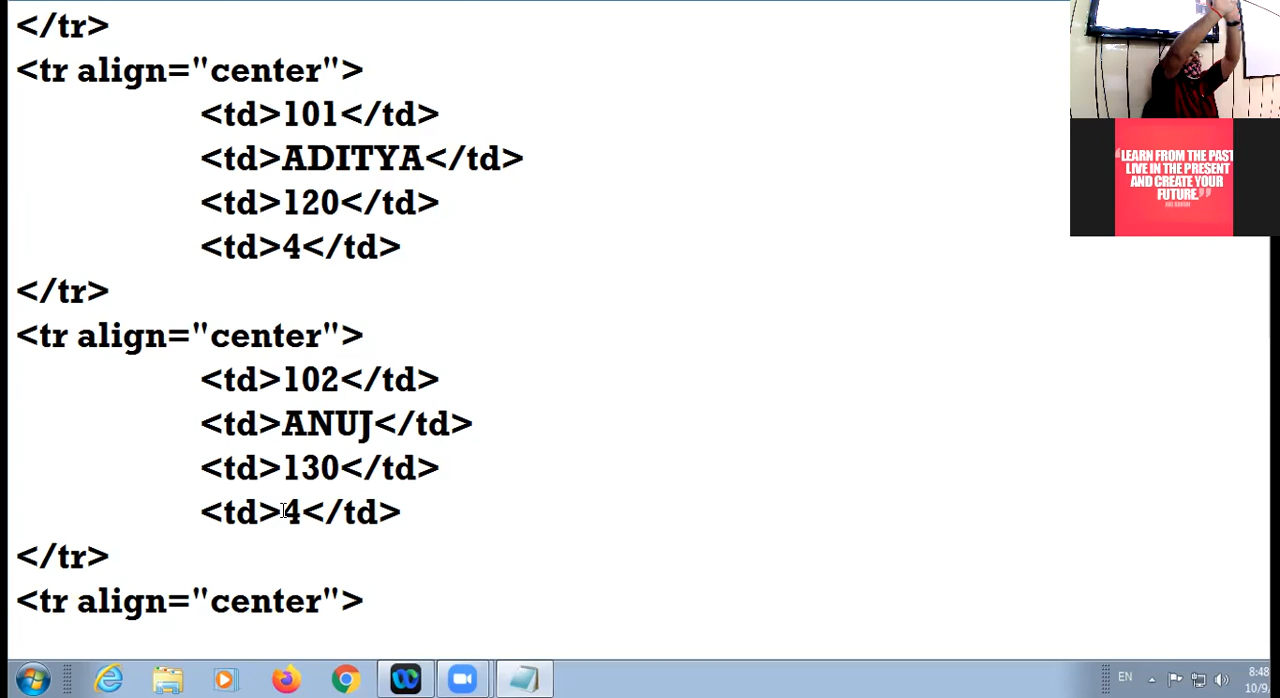 </tr>
<tr align="center">
<td>101</td>
<td>ADITYA</td>
<td>120</td>
<td>4</td>
</tr>
<tr align="center">
<td>102</td>
<td>ANUJ</td>
<td>130</td>
<td>4</td>
</tr>
<tr align="center">
“LEARN FROM THE PAST
LIVE IN THE PRESENT
AND CREATE YOUR
FUTURE.”
EN
8:48
10/9